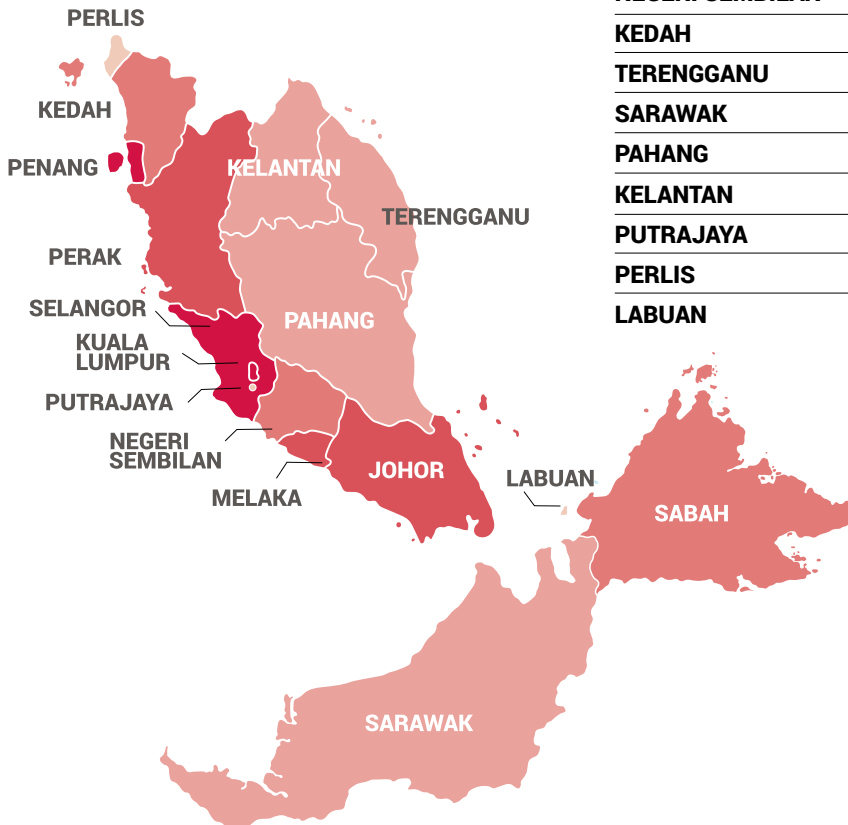 PERLIS
KEDAH
PENANG
KELANTAN
TERENGGANU
PERAK
SELANGOR
PAHANG
KUALA
LUMPUR
PUTRAJAYA
NEGERI
SEMBILAN
MELAKA
JOHOR
LABUAN
SABAH
SARAWAK
KEDAH
TERENGGANU
SARAWAK
PAHANG
KELANTAN
PUTRAJAYA
PERLIS
LABUAN